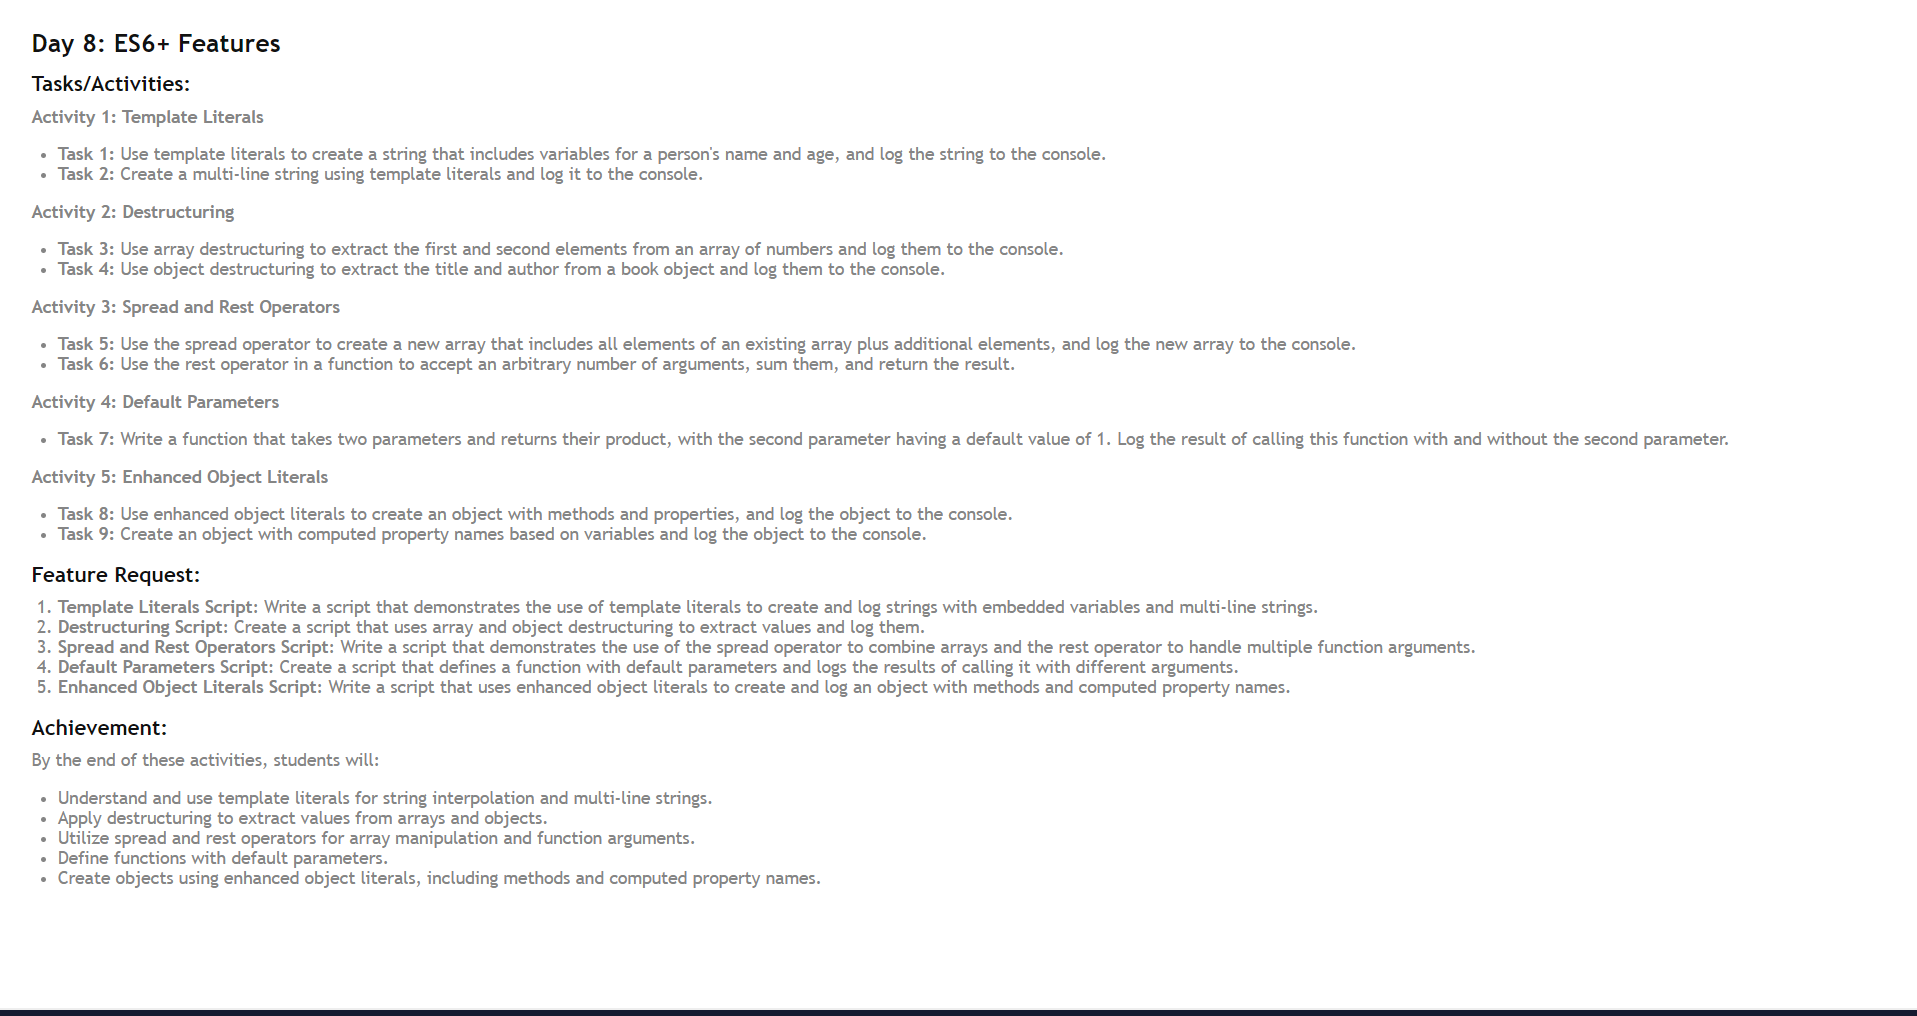 Day 8: ES6+ Features
Tasks/Activities:
Activity 1: Template Literals
• Task 1: Use template literals to create a string that includes variables for a person's name and age, and log the string to the console.
• Task 2: Create a multi-line string using template literals and log it to the console.
Activity 2: Destructuring
• Task 3: Use array destructuring to extract the first and second elements from an array of numbers and log them to the console.
• Task 4: Use object destructuring to extract the title and author from a book object and log them to the console.
Activity 3: Spread and Rest Operators
• Task 5: Use the spread operator to create a new array that includes all elements of an existing array plus additional elements, and log the new array to the console.
• Task 6: Use the rest operator in a function to accept an arbitrary number of arguments, sum them, and return the result.
Activity 4: Default Parameters
• Task 7: Write a function that takes two parameters and returns their product, with the second parameter having a default value of 1. Log the result of calling this function with and without the second parameter.
Activity 5: Enhanced Object Literals
• Task 8: Use enhanced object literals to create an object with methods and properties, and log the object to the console.
• Task 9: Create an object with computed property names based on variables and log the object to the console.
Feature Request:
1. Template Literals Script: Write a script that demonstrates the use of template literals to create and log strings with embedded variables and multi-line strings.
2. Destructuring Script: Create a script that uses array and object destructuring to extract values and log them.
3. Spread and Rest Operators Script: Write a script that demonstrates the use of the spread operator to combine arrays and the rest operator to handle multiple function arguments.
4. Default Parameters Script: Create a script that defines a function with default parameters and logs the results of calling it with different arguments.
5. Enhanced Object Literals Script: Write a script that uses enhanced object literals to create and log an object with methods and computed property names.
Achievement:
By the end of these activities, students will:
• Understand and use template literals for string interpolation and multi-line strings.
• Apply destructuring to extract values from arrays and objects.
• Utilize spread and rest operators for array manipulation and function arguments.
• Define functions with default parameters.
• Create objects using enhanced object literals, including methods and computed property names.